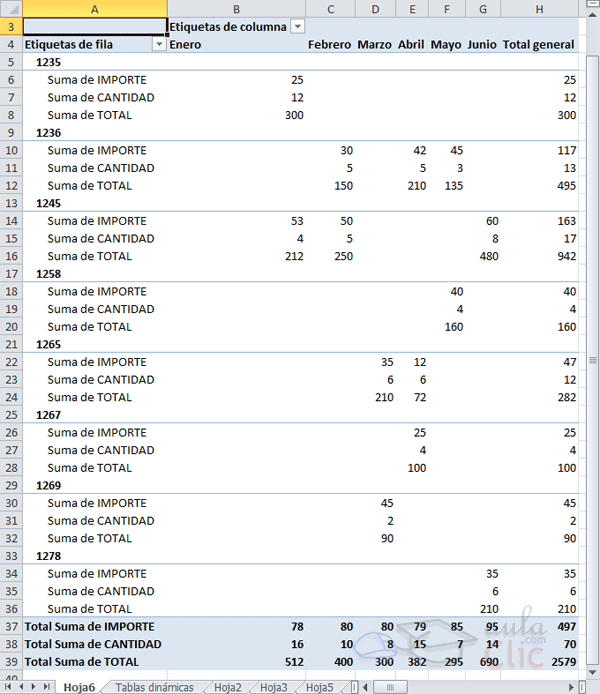 A B C D E F G H
3 Etiquetas de columna
4 Etiquetas de fila Enero Febrero Marzo Abril Mayo Junio Total general
5 1235
6 Suma de IMPORTE 25 25
7 Suma de CANTIDAD 12 12
8 Suma de TOTAL 300 300
9 1236
10 Suma de IMPORTE 30 42 45 117
11 Suma de CANTIDAD 5 5 3 13
12 Suma de TOTAL 150 210 135 495
13 1245
14 Suma de IMPORTE 53 50 60 163
15 Suma de CANTIDAD 4 5 8 17
16 Suma de TOTAL 212 250 480 942
17 1258
18 Suma de IMPORTE 40 40
19 Suma de CANTIDAD 4 4
20 Suma de TOTAL 160 160
21 1265
22 Suma de IMPORTE 35 12 47
23 Suma de CANTIDAD 6 6 12
24 Suma de TOTAL 210 72 282
25 1267
26 Suma de IMPORTE 25 25
27 Suma de CANTIDAD 4 4
28 Suma de TOTAL 100 100
29 1269
30 Suma de IMPORTE 45 45
31 Suma de CANTIDAD 2 2
32 Suma de TOTAL 90 90
33 1278
34 Suma de IMPORTE 35 35
35 Suma de CANTIDAD 6 6
36 Suma de TOTAL 210 210
37 Total Suma de IMPORTE 78 80 80 79 85 95 497
38 Total Suma de CANTIDAD 16 10 8 15 7 14 70
39 Total Suma de TOTAL 512 400 300 382 295 690 2579
aula
.com
Clic
Hoja6 Tablas dinámicas Hoja2 Hoja3 Hoja5